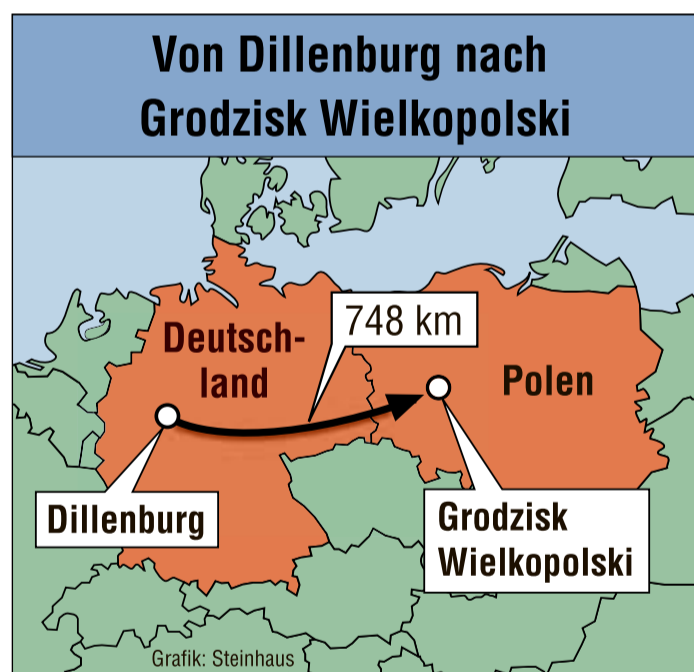 Von Dillenburg nach
Grodzisk Wielkopolski
748 km
Deutsch-
land
Polen
Dillenburg
Grodzisk
Wielkopolski
Grafik: Steinhaus